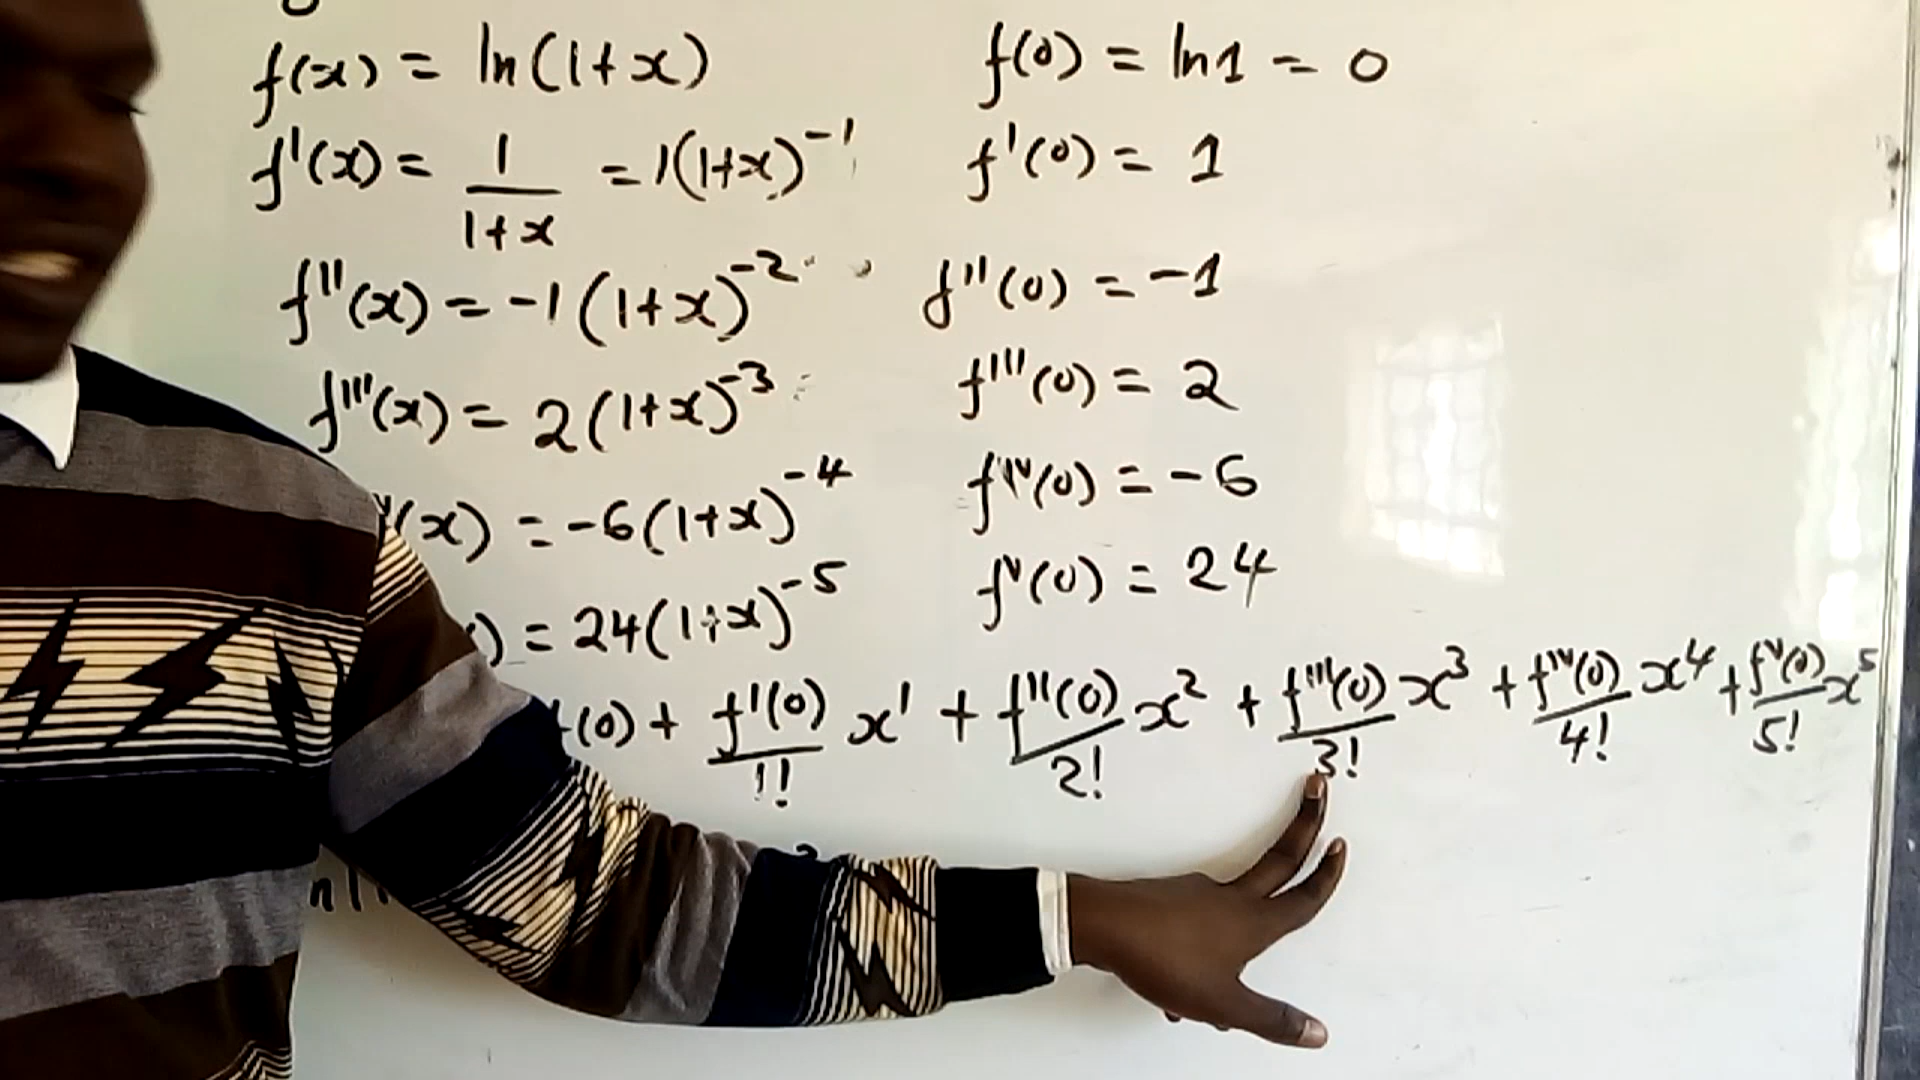 f(x) = ln(1+x) f(0) = ln1 = 0
f'(x) = 1/(1+x) = 1(1+x)^-1 f'(0) = 1
f''(x) = -1(1+x)^-2 f''(0) = -1
f'''(x) = 2(1+x)^-3 f'''(0) = 2
(x) = -6(1+x)^-4 f^iv(0) = -6
) = 24(1+x)^-5 f^v(0) = 24
(0) + f'(0)/1! x^1 + f''(0)/2! x^2 + f'''(0)/3! x^3 + f^iv(0)/4! x^4 + f^v(0)/5! x^5